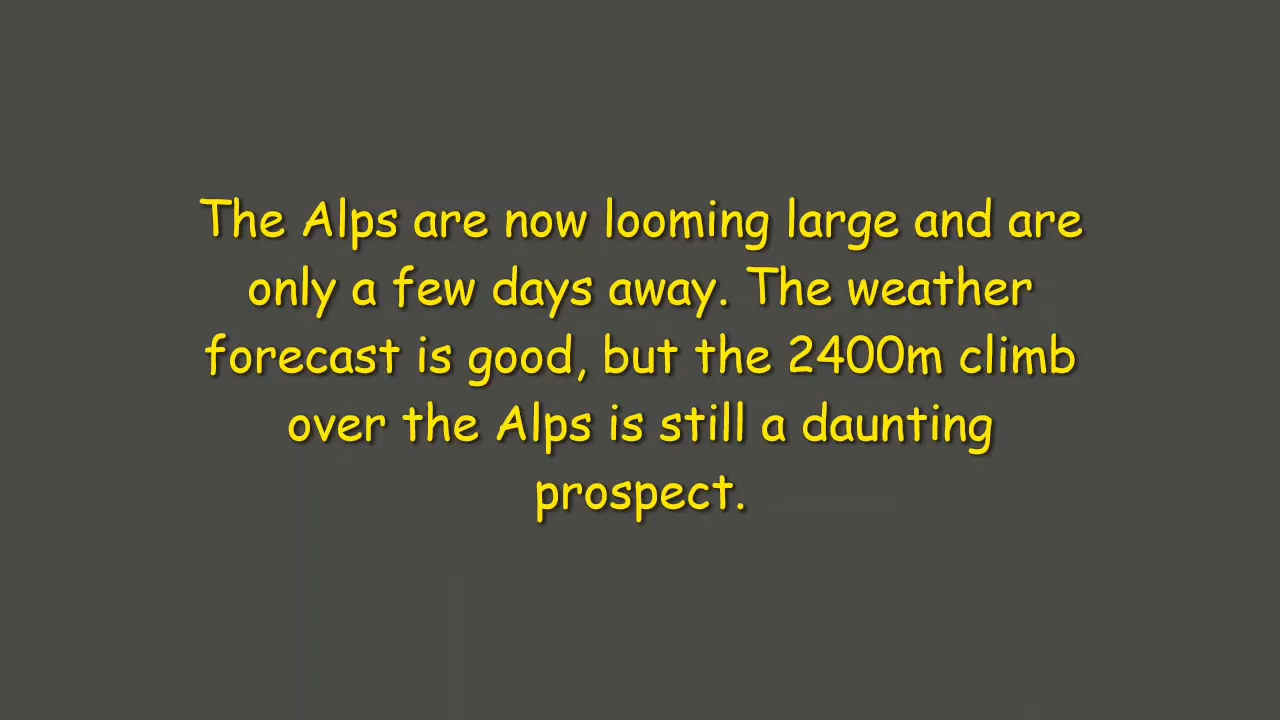 The Alps are now looming large and are
only a few days away. The weather
forecast is good, but the 2400m climb
over the Alps is still a daunting
prospect.